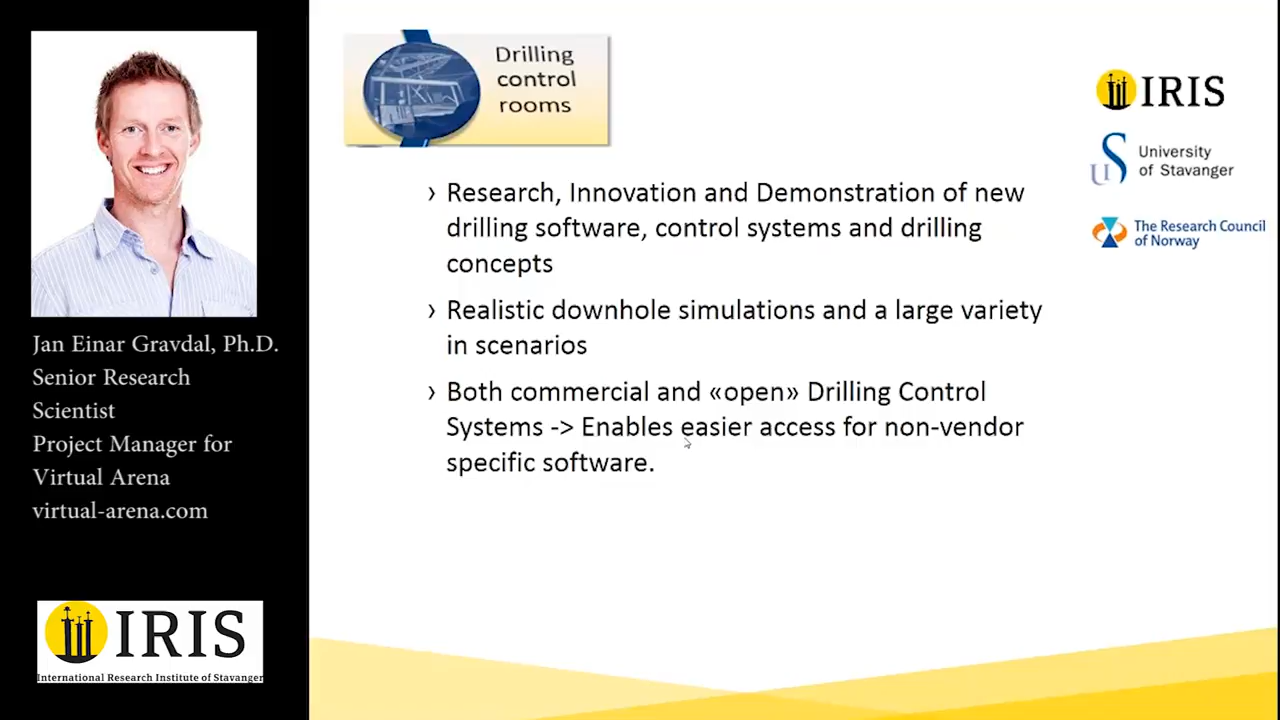 Jan Einar Gravdal, Ph.D.
Senior Research
Scientist
Project Manager for
Virtual Arena
virtual-arena.com
IRIS
International Research Institute of Stavanger
Drilling
control
rooms
› Research, Innovation and Demonstration of new
drilling software, control systems and drilling
concepts
› Realistic downhole simulations and a large variety
in scenarios
› Both commercial and «open» Drilling Control
Systems -> Enables easier access for non-vendor
specific software.
IRIS
US
University
of Stavanger
The Research Council
of Norway